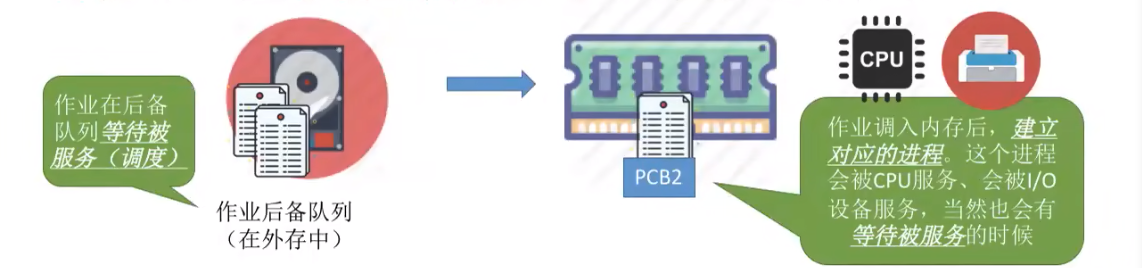 作业在后备
队列等待被
服务（调度）
作业后备队列
（在外存中）
PCB2
CPU
作业调入内存后，建立
对应的进程。这个进程
会被CPU服务、会被I/O
设备服务，当然也会有
等待被服务的时候